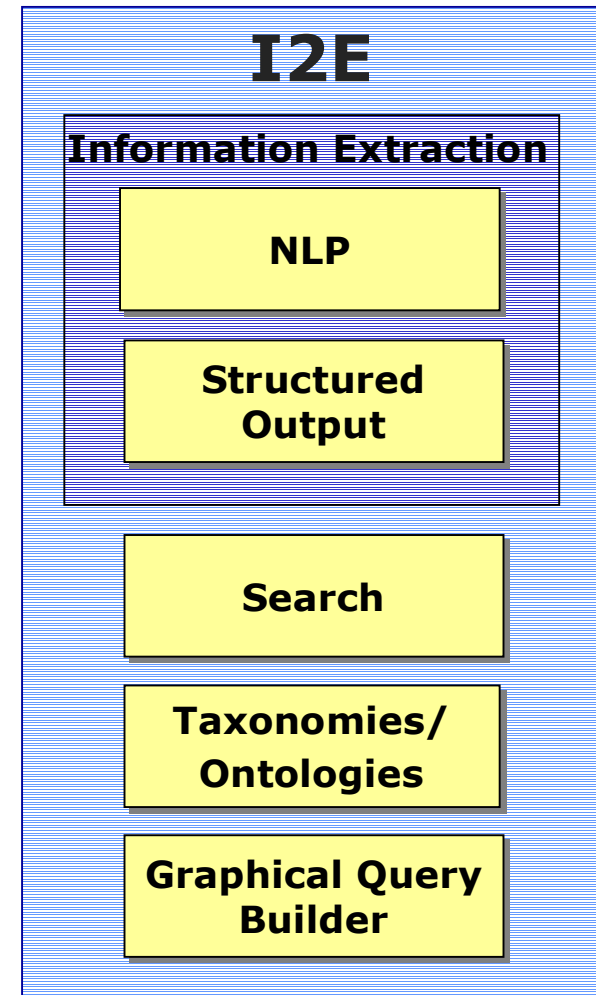 I2E
Information Extraction
NLP
Structured
Output
Search
Taxonomies/
Ontologies
Graphical Query
Builder